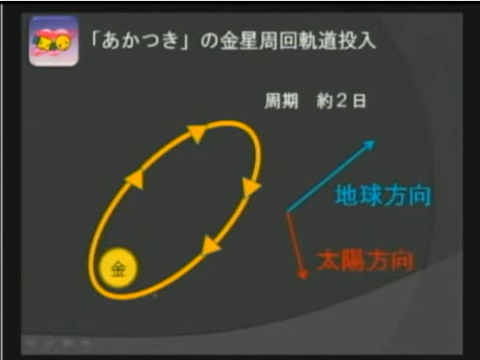 「あかつき」の金星周回軌道投入
周期　約２日
地球方向
太陽方向
金